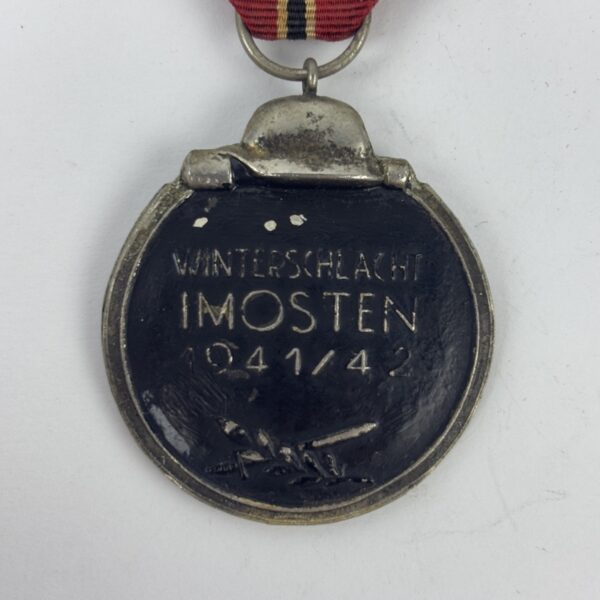 WINTERSCHLACHT
IMOSTEN
1941/42